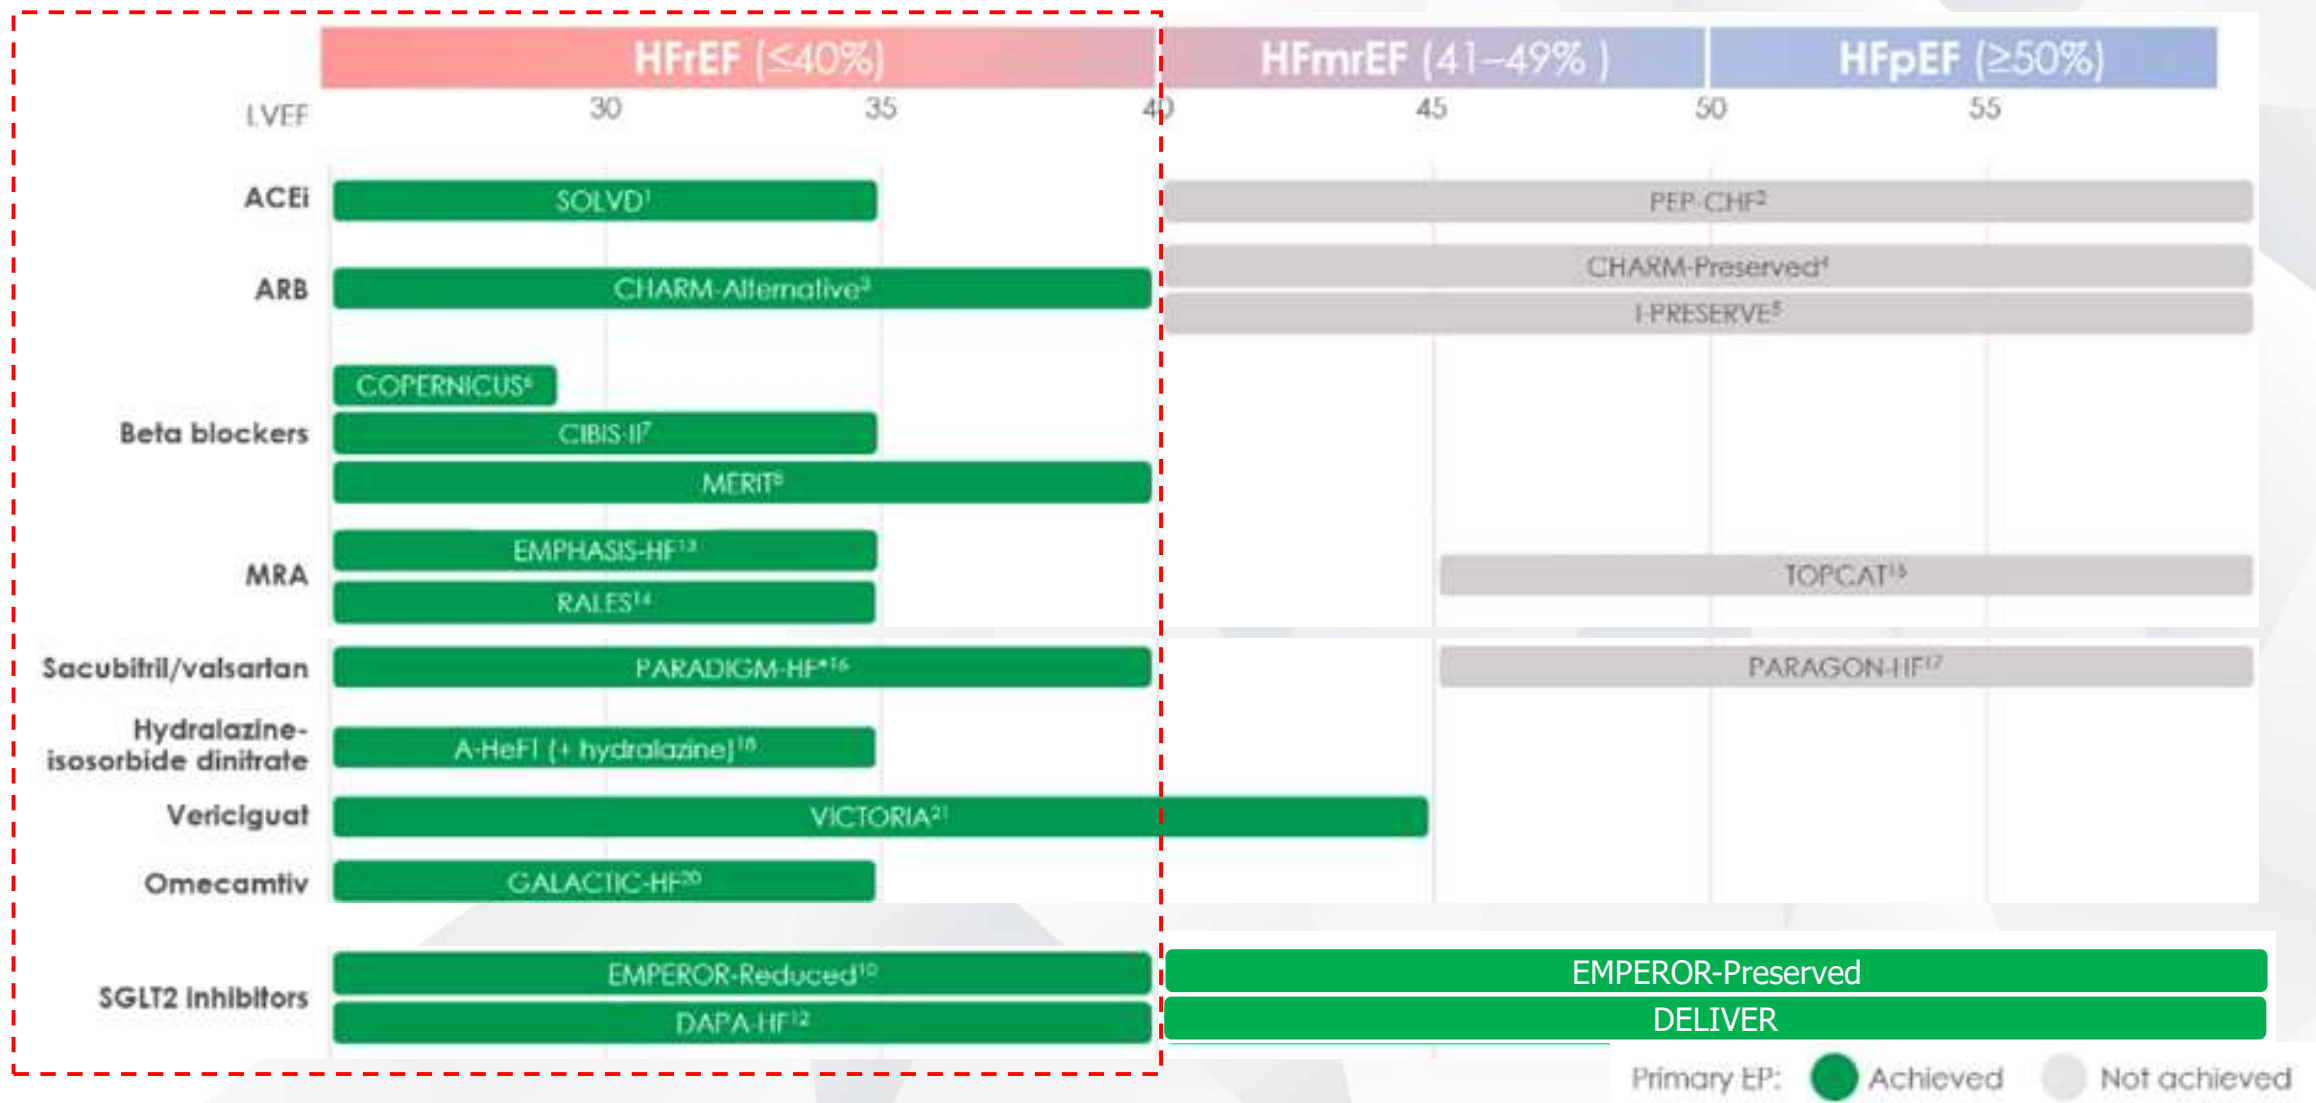 HFrEF (≤40%) HFmrEF (41–49% ) HFpEF (≥50%)
LVEF 30 35 40 45 50 55
ACEi SOLVD¹ PEP-CHF²
ARB CHARM-Alternative³ CHARM-Preserved⁴
I-PRESERVE⁵
COPERNICUS⁶
Beta blockers CIBIS-II⁷
MERIT⁸
EMPHASIS-HF¹³
MRA TOPCAT¹⁵
RALES¹⁴
Sacubitril/valsartan PARADIGM-HF*¹⁶ PARAGON-HF¹⁷
Hydralazine-
isosorbide dinitrate A-HeFT (+ hydralazine)¹⁸
Vericiguat VICTORIA²¹
Omecamtiv GALACTIC-HF²⁰
EMPEROR-Reduced¹⁰ EMPEROR-Preserved
SGLT2 inhibitors
DAPA-HF¹² DELIVER
Primary EP: Achieved Not achieved